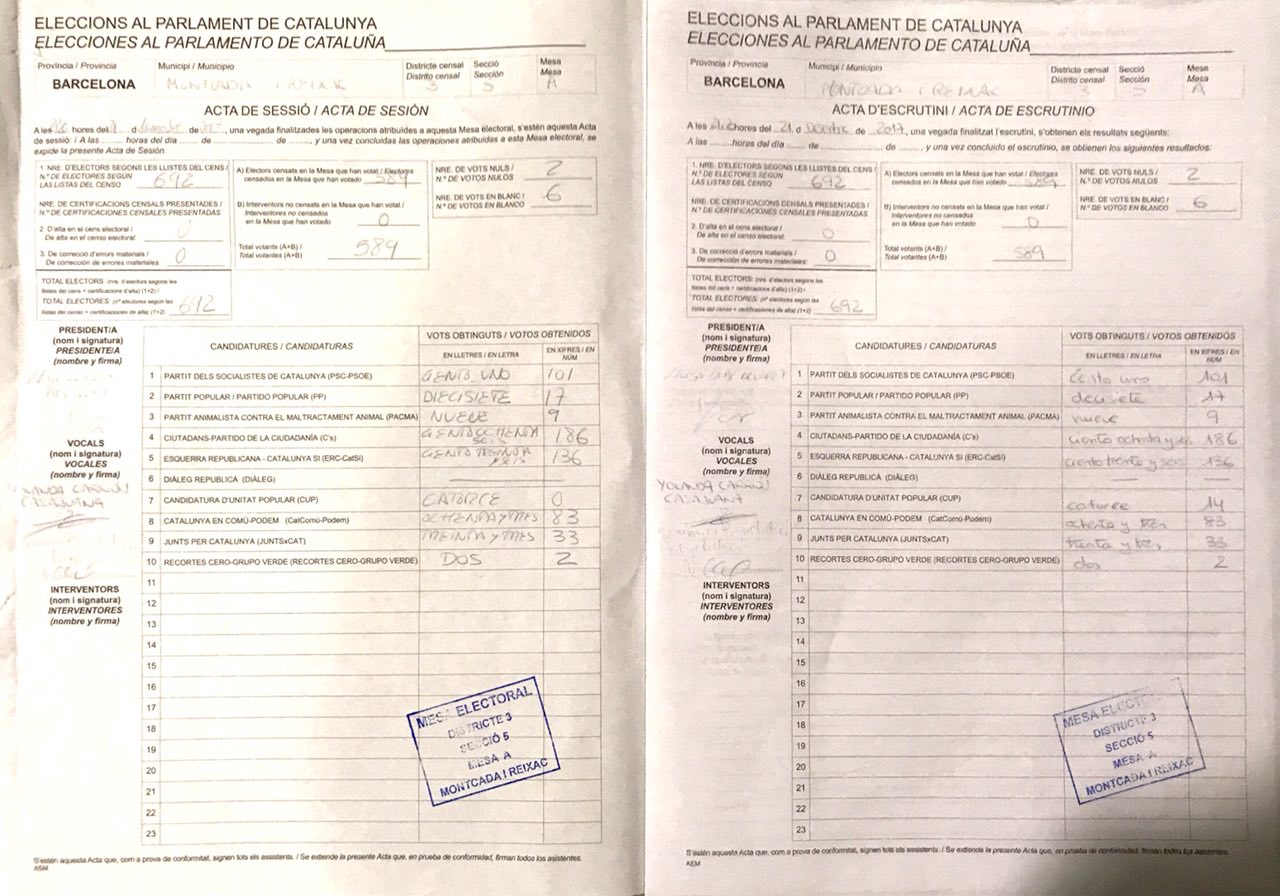 ELECCIONS AL PARLAMENT DE CATALUNYA
ELECCIONES AL PARLAMENTO DE CATALUÑA
Província / Provincia
BARCELONA
Municipi / Municipio
MONTCADA I REIXAC
Districte censal
Distrito censal
3
Secció
Sección
5
Mesa
Mesa
A
ACTA DE SESSIÓ / ACTA DE SESIÓN
A les hores del d de , una vegada finalitzades les operacions atribuïdes a aquesta Mesa electoral, s'estén aquesta Acta
de sessió. / A las horas del día de de , y una vez concluidas las operaciones atribuidas a esta Mesa electoral, se
expide la presente Acta de Sesión.
1 NRE. D'ELECTORS SEGONS LES LLISTES DEL CENS /
N.º DE ELECTORES SEGÚN
LAS LISTAS DEL CENSO 692
NRE. DE CERTIFICACIONS CENSALS PRESENTADES /
N.º DE CERTIFICACIONES CENSALES PRESENTADAS
2 D'alta en el cens electoral /
De alta en el censo electoral: 0
3. De correcció d'errors materials /
De corrección de errores materiales: 0
TOTAL ELECTORS: (nre. d'electors segons les
llistes del cens + certificacions d'alta) (1+2) /
TOTAL ELECTORES: (nº electores según las
listas del censo + certificaciones de alta) (1+2) 692
A) Electors censats en la Mesa que han votat / Electores
censados en la Mesa que han votado 589
B) Interventors no censats en la Mesa que han votat /
Interventores no censados
en la Mesa que han votado 0
Total votants (A+B) /
Total votantes (A+B) 589
NRE. DE VOTS NULS /
N.º DE VOTOS NULOS 2
NRE. DE VOTS EN BLANC /
N.º DE VOTOS EN BLANCO 6
PRESIDENT/A
(nom i signatura)
PRESIDENTE/A
(nombre y firma)
VOCALS
(nom i signatura)
VOCALES
(nombre y firma)
YOLANDA CARRIÓN
CASAJUANA
INTERVENTORS
(nom i signatura)
INTERVENTORES
(nombre y firma)
CANDIDATURES / CANDIDATURAS
VOTS OBTINGUTS / VOTOS OBTENIDOS
EN LLETRES / EN LETRA
EN XIFRES / EN NÚM
1 PARTIT DELS SOCIALISTES DE CATALUNYA (PSC-PSOE) CIENTO UNO 101
2 PARTIT POPULAR / PARTIDO POPULAR (PP) DIECISIETE 17
3 PARTIT ANIMALISTA CONTRA EL MALTRACTAMENT ANIMAL (PACMA) NUEVE 9
4 CIUTADANS-PARTIDO DE LA CIUDADANÍA (C's) CIENTO OCHENTA SEIS 186
5 ESQUERRA REPUBLICANA - CATALUNYA SI (ERC-CatSí) CIENTO TREINTA Y SEIS 136
6 DIÀLEG REPUBLICÀ (DIÀLEG)
7 CANDIDATURA D'UNITAT POPULAR (CUP) CATORCE 0
8 CATALUNYA EN COMÚ-PODEM (CatComú-Podem) OCHENTA Y TRES 83
9 JUNTS PER CATALUNYA (JUNTSxCAT) TREINTA Y TRES 33
10 RECORTES CERO-GRUPO VERDE (RECORTES CERO-GRUPO VERDE) DOS 2
11
12
13
14
15
16
17
18
19
20
21
22
23
MESA ELECTORAL
DISTRICTE 3
SECCIÓ 5
MESA A
MONTCADA I REIXAC
S'estén aquesta Acta que, com a prova de conformitat, signen tots els assistents. / Se extiende la presente Acta que, en prueba de conformidad, firman todos los asistentes.
ASM
ELECCIONS AL PARLAMENT DE CATALUNYA
ELECCIONES AL PARLAMENTO DE CATALUÑA
Província / Provincia
BARCELONA
Municipi / Municipio
MONTCADA I REIXAC
Districte censal
Distrito censal
3
Secció
Sección
5
Mesa
Mesa
A
ACTA D'ESCRUTINI / ACTA DE ESCRUTINIO
A les hores del 21 d de 2017, una vegada finalitzat l'escrutini, s'obtenen els resultats següents:
A las horas del día de de , y una vez concluido el escrutinio, se obtienen los siguientes resultados:
1. NRE. D'ELECTORS SEGONS LES LLISTES DEL CENS /
N.º DE ELECTORES SEGÚN
LAS LISTAS DEL CENSO 692
NRE. DE CERTIFICACIONS CENSALS PRESENTADES /
N.º DE CERTIFICACIONES CENSALES PRESENTADAS
2. D'alta en el cens electoral /
De alta en el censo electoral: 0
3. De correcció d'errors materials /
De corrección de errores materiales: 0
TOTAL ELECTORS: (nre. d'electors segons les
llistes del cens + certificacions d'alta) (1+2) /
TOTAL ELECTORES: (nº electores según las
listas del censo + certificaciones de alta) (1+2) 692
A) Electors censats en la Mesa que han votat / Electores
censados en la Mesa que han votado 589
B) Interventors no censats en la Mesa que han votat /
Interventores no censados
en la Mesa que han votado 0
Total votants (A+B) /
Total votantes (A+B) 589
NRE. DE VOTS NULS /
N.º DE VOTOS NULOS 2
NRE. DE VOTS EN BLANC /
N.º DE VOTOS EN BLANCO 6
PRESIDENT/A
(nom i signatura)
PRESIDENTE/A
(nombre y firma)
VOCALS
(nom i signatura)
VOCALES
(nombre y firma)
YOLANDA CARRIÓN
CASAJUANA
INTERVENTORS
(nom i signatura)
INTERVENTORES
(nombre y firma)
CANDIDATURES / CANDIDATURAS
VOTS OBTINGUTS / VOTOS OBTENIDOS
EN LLETRES / EN LETRA
EN XIFRES / EN NÚM
1 PARTIT DELS SOCIALISTES DE CATALUNYA (PSC-PSOE) ciento uno 101
2 PARTIT POPULAR / PARTIDO POPULAR (PP) decisiete 17
3 PARTIT ANIMALISTA CONTRA EL MALTRACTAMENT ANIMAL (PACMA) nueve 9
4 CIUTADANS-PARTIDO DE LA CIUDADANÍA (C's) ciento ochenta y seis 186
5 ESQUERRA REPUBLICANA - CATALUNYA SI (ERC-CatSí) ciento treinta y seis 136
6 DIÀLEG REPUBLICÀ (DIÀLEG)
7 CANDIDATURA D'UNITAT POPULAR (CUP) catorce 14
8 CATALUNYA EN COMÚ-PODEM (CatComú-Podem) ochenta y tres 83
9 JUNTS PER CATALUNYA (JUNTSxCAT) treinta y tres 33
10 RECORTES CERO-GRUPO VERDE (RECORTES CERO-GRUPO VERDE) dos 2
11
12
13
14
15
16
17
18
19
20
21
22
23
MESA ELECTORAL
DISTRICTE 3
SECCIÓ 5
MESA A
MONTCADA I REIXAC
S'estén aquesta Acta que, com a prova de conformitat, signen tots els assistents. / Se extiende la presente Acta que, en prueba de conformidad, firman todos los asistentes.
AEM